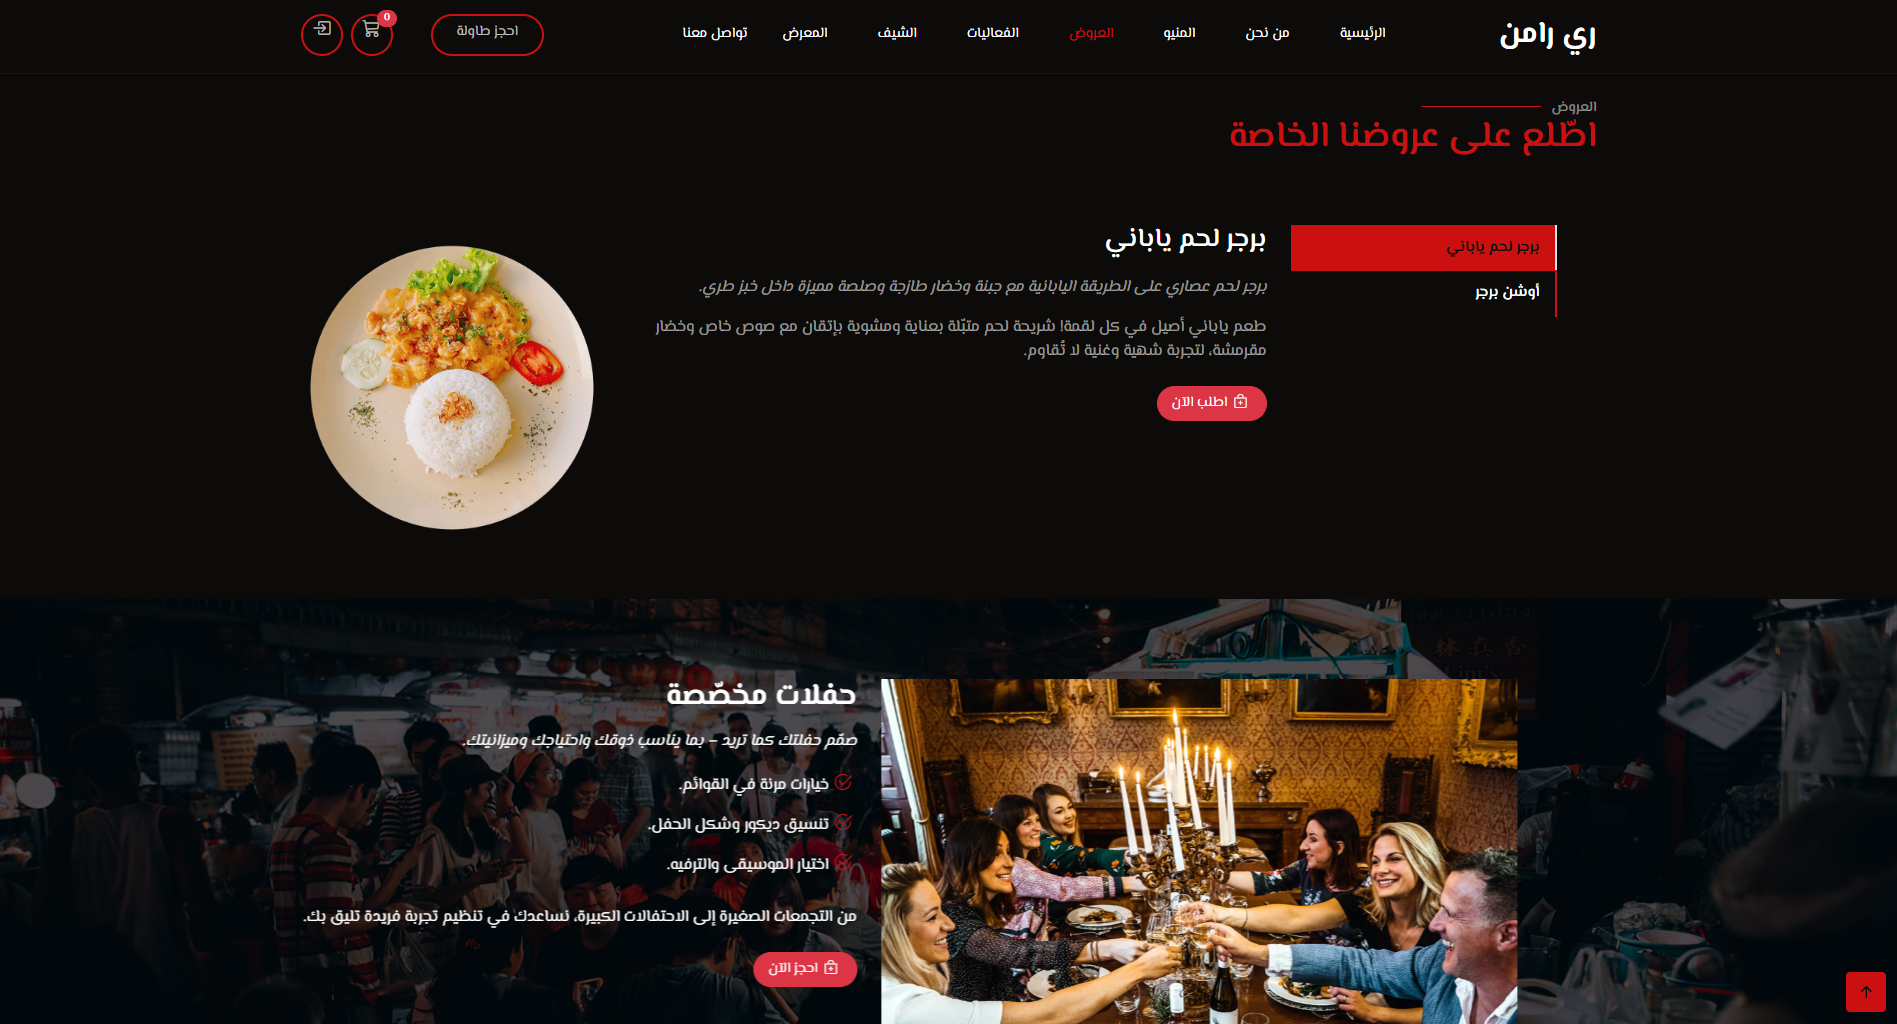 ري رامن
الرئيسية
من نحن
المنيو
العروض
الفعاليات
الشيف
المعرض
تواصل معنا
احجز طاولة
0
العروض
اطّلع على عروضنا الخاصة
برجر لحم ياباني
أوشن برجر
برجر لحم ياباني
برجر لحم عصاري على الطريقة اليابانية مع جبنة وخضار طازجة وصلصة مميزة داخل خبز طري.
طعم ياباني أصيل في كل لقمة! شريحة لحم متبّلة بعناية ومشوية بإتقان مع صوص خاص وخضار
مقرمشة، لتجربة شهية وغنية لا تُقاوم.
اطلب الآن
林真香
حفلات مخصّصة
صمّم حفلتك كما تريد – بما يناسب ذوقك واحتياجك وميزانيتك.
خيارات مرنة في القوائم.
تنسيق ديكور وشكل الحفل.
اختيار الموسيقى والترفيه.
من التجمعات الصغيرة إلى الاحتفالات الكبيرة، نساعدك في تنظيم تجربة فريدة تليق بك.
احجز الآن